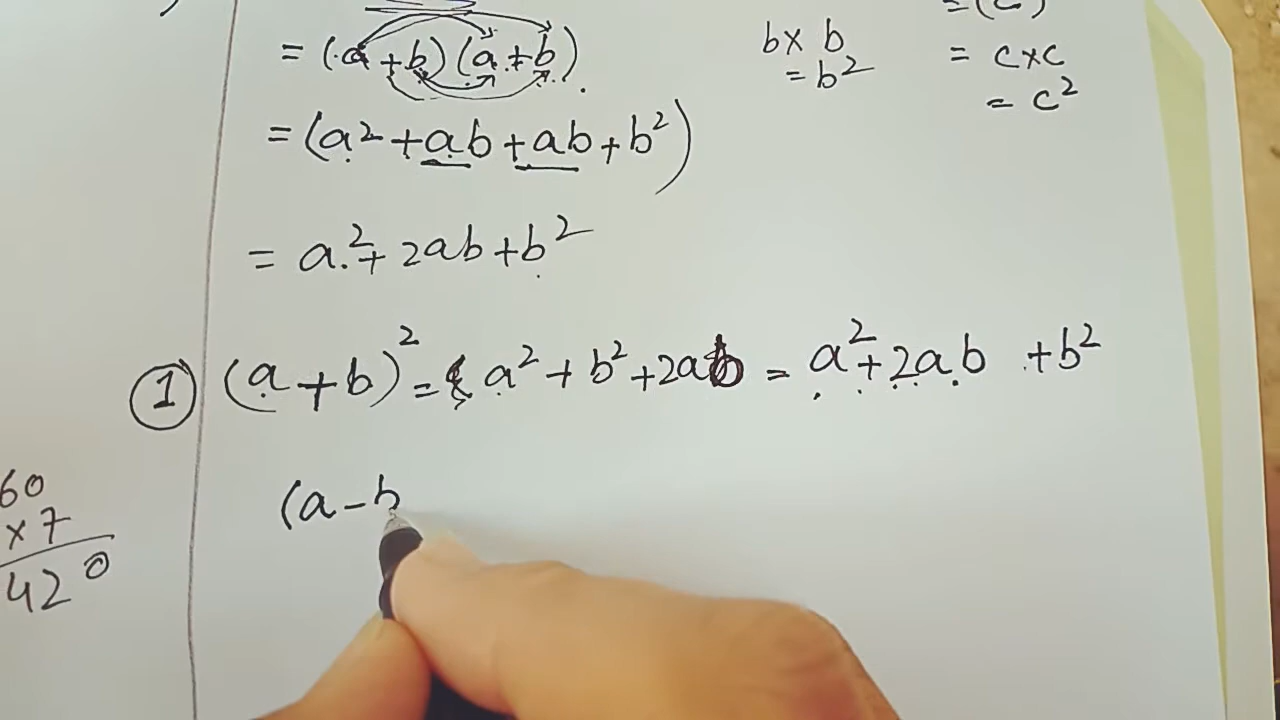 = (a+b)(a+b).
b× b
= b²
= (c)
= c×c
= c²
= (a² + ab + ab + b²)
= a² + 2ab + b²
① (a + b)² = a² + b² + 2ab = a² + 2ab + b²
(a - b
60
×7
420